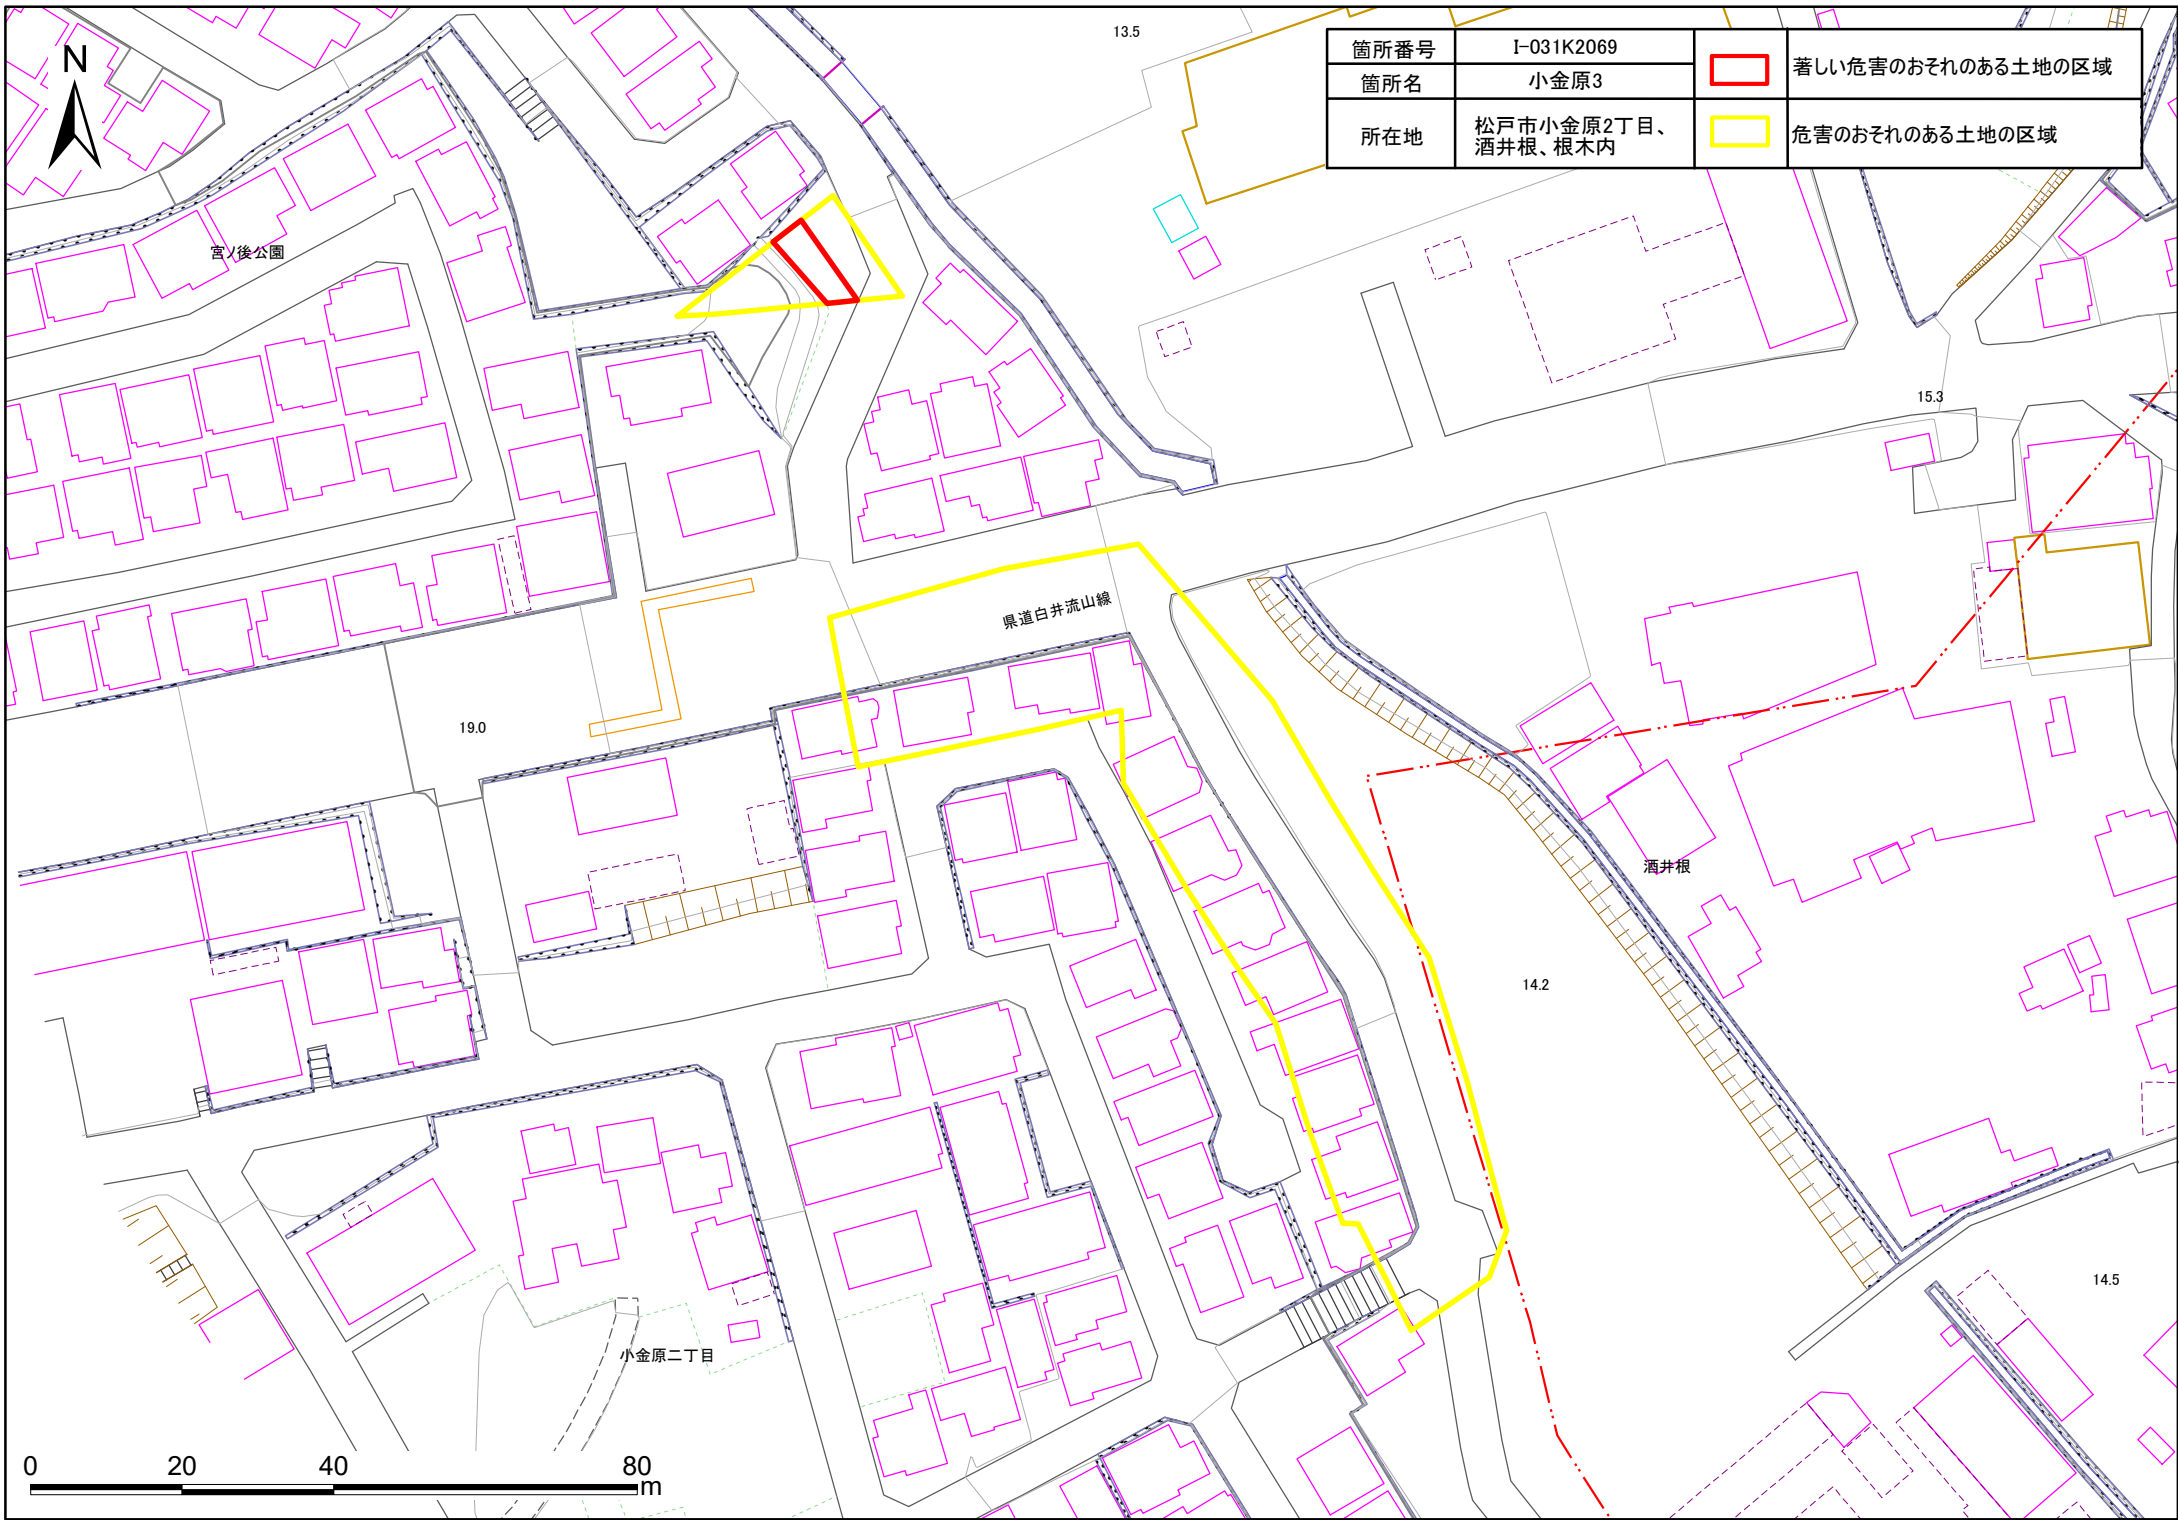 N
13.5
箇所番号
I-031K2069
著しい危害のおそれのある土地の区域
箇所名
小金原3
所在地
松戸市小金原2丁目、
酒井根、根木内
危害のおそれのある土地の区域
宮ノ後公園
15.3
県道白井流山線
19.0
酒井根
14.2
14.5
小金原二丁目
0 20 40 80
m